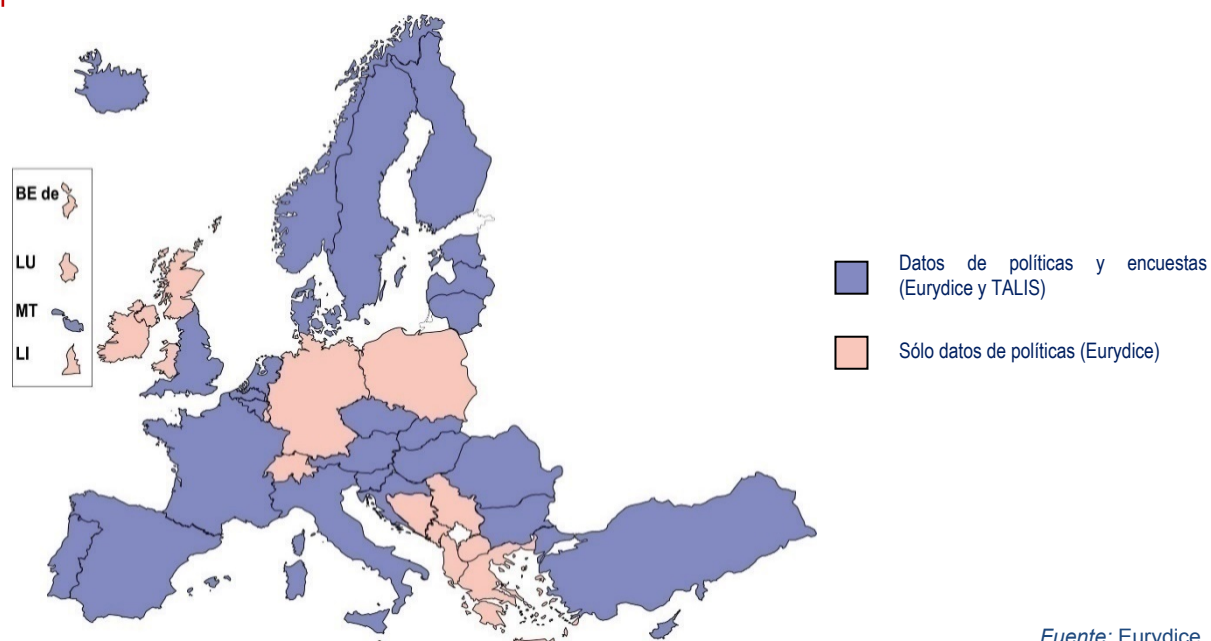 BE de
LU
MT
LI
Datos de políticas y encuestas
(Eurydice y TALIS)
Sólo datos de políticas (Eurydice)
Fuente: Eurydice